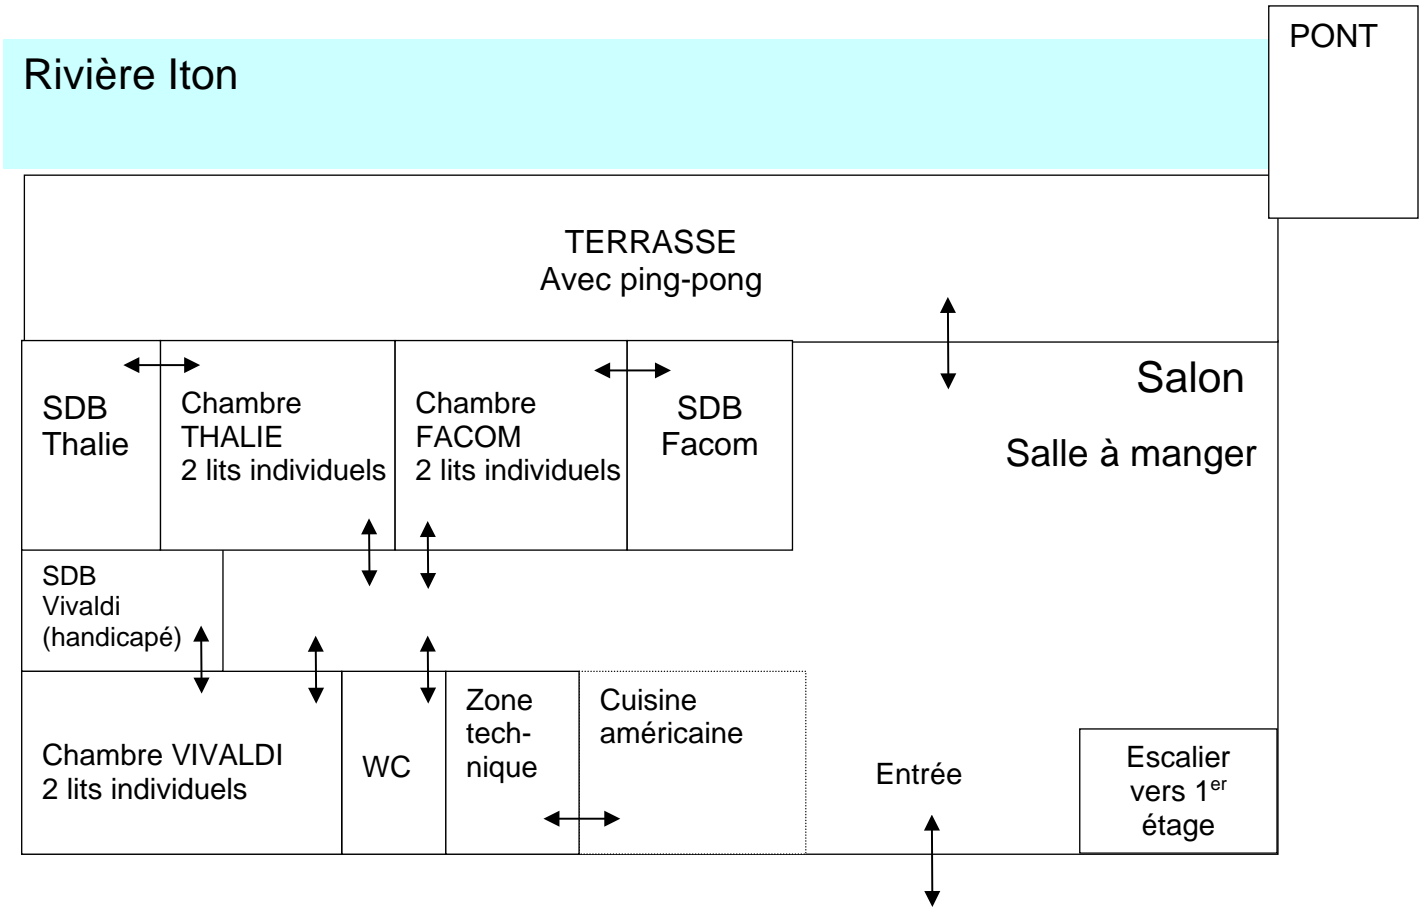 PONT
Rivière Iton
TERRASSE
Avec ping-pong
Salon
Salle à manger
SDB
Thalie
Chambre
THALIE
2 lits individuels
Chambre
FACOM
2 lits individuels
SDB
Facom
SDB
Vivaldi
(handicapé)
Chambre VIVALDI
2 lits individuels
WC
Zone
tech-
nique
Cuisine
américaine
Entrée
Escalier
vers 1er
étage